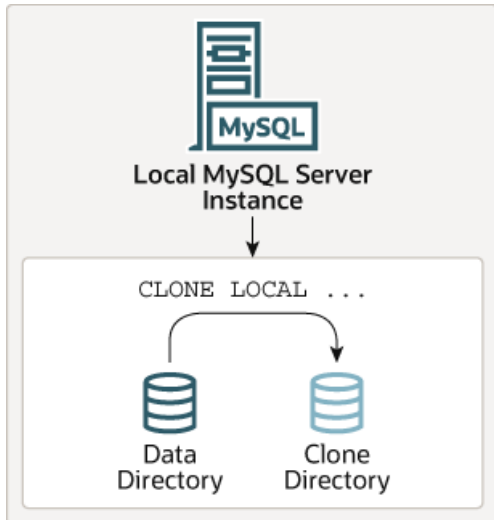 MySQL
Local MySQL Server
Instance
CLONE LOCAL ...
Data
Directory
Clone
Directory